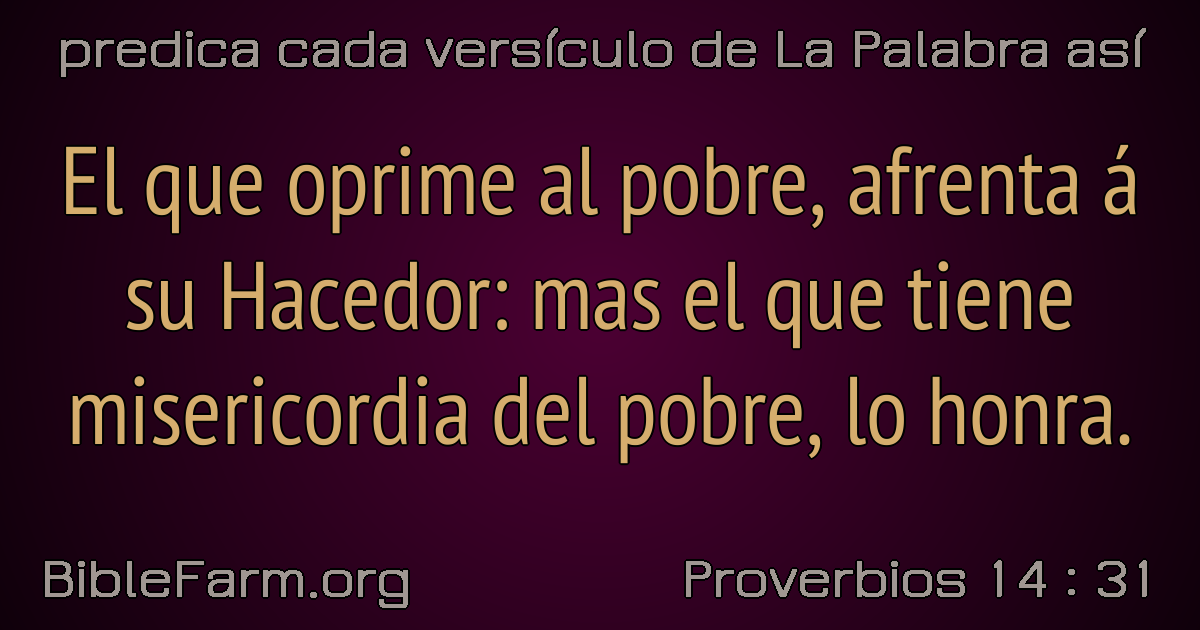 predica cada versículo de La Palabra así
El que oprime al pobre, afrenta á
su Hacedor: mas el que tiene
misericordia del pobre, lo honra.
BibleFarm.org
Proverbios 14 : 31